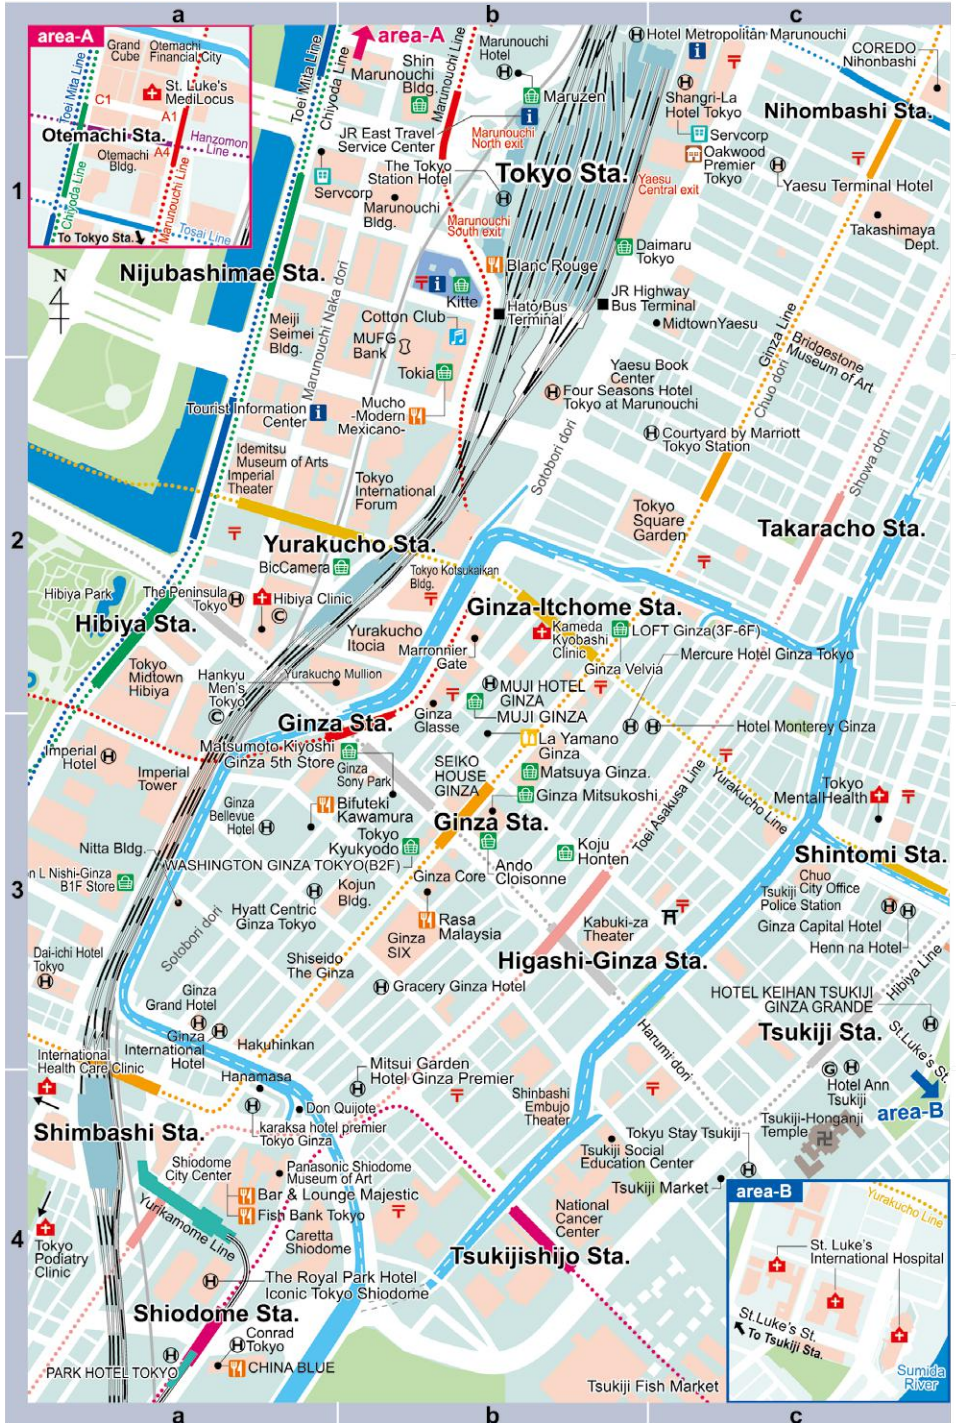 a
b
c
area-A
Grand Cube
Otemachi Financial City
Toei Mita Line
St. Luke's MediLocus
C1
A1
Otemachi Sta.
Hanzomon Line
Otemachi Bldg.
A4
Chiyoda Line
Marunouchi Line
Tosai Line
To Tokyo Sta.
area-A
Toei Mita Line
Chiyoda Line
Marunouchi Line
Shin Marunouchi Bldg.
Marunouchi Hotel
Maruzen
Hotel Metropolitan Marunouchi
COREDO Nihonbashi
Shangri-La Hotel Tokyo
Nihombashi Sta.
JR East Travel Service Center
Marunouchi North exit
Servcorp
Oakwood Premier Tokyo
Yaesu Terminal Hotel
The Tokyo Station Hotel
Tokyo Sta.
Yaesu Central exit
Servcorp
Marunouchi Bldg.
Marunouchi South exit
Takashimaya Dept.
1
Daimaru Tokyo
Blanc Rouge
Nijubashimae Sta.
N
Marunouchi Naka dori
Kitte
Hato Bus Terminal
JR Highway Bus Terminal
Meiji Seimei Bldg.
Cotton Club
MUFG Bank
MidtownYaesu
Ginza Line
Chuo dori
Bridgestone Museum of Art
Tokia
Yaesu Book Center
Four Seasons Hotel Tokyo at Marunouchi
Tourist Information Center
Mucho -Modern Mexicano-
Courtyard by Marriott Tokyo Station
Sotobori dori
Showa dori
Idemitsu Museum of Arts
Imperial Theater
Tokyo International Forum
Tokyo Square Garden
Takaracho Sta.
2
Yurakucho Sta.
BicCamera
Tokyo Kotsukaikan Bldg.
Hibiya Park
The Peninsula Tokyo
Hibiya Clinic
C
Ginza-Itchome Sta.
Kameda Kyobashi Clinic
LOFT Ginza(3F-6F)
Hibiya Sta.
Yurakucho Itocia
Marronnier Gate
Ginza Velvia
Mercure Hotel Ginza Tokyo
Tokyo Midtown Hibiya
Hankyu Men's Tokyo
C
Yurakucho Mullion
MUJI HOTEL GINZA
MUJI GINZA
Ginza Sta.
Ginza Glasse
Hotel Monterey Ginza
Imperial Hotel
Matsumoto Kiyoshi Ginza 5th Store
La Yamano Ginza
Imperial Tower
Ginza Sony Park
SEIKO HOUSE GINZA
Matsuya Ginza.
Ginza Mitsukoshi
Toei Asakusa Line
Yurakucho Line
Tokyo MentalHealth
Ginza Bellevue Hotel
Bifuteki Kawamura
Ginza Sta.
Nitta Bldg.
Tokyo Kyukyodo
WASHINGTON GINZA TOKYO(B2F)
Koju Honten
Shintomi Sta.
n L Nishi-Ginza B1F Store
Ginza Core
Ando Cloisonne
3
Hyatt Centric Ginza Tokyo
Kojun Bldg.
Chuo City Office
Tsukiji Police Station
Ginza Capital Hotel
Rasa Malaysia
Kabuki-za Theater
Henn na Hotel
Sotobori dori
Ginza SIX
Dai-ichi Hotel Tokyo
Shiseido The Ginza
Higashi-Ginza Sta.
Hibiya Line
Gracery Ginza Hotel
HOTEL KEIHAN TSUKIJI GINZA GRANDE
Ginza Grand Hotel
Tsukiji Sta.
Ginza International Hotel
Hakuhinkan
Harumi dori
St.Luke's St.
International Health Care Clinic
Mitsui Garden Hotel Ginza Premier
G
Hotel Ann Tsukiji
area-B
Hanamasa
Don Quijote
Shinbashi Embujo Theater
Tsukiji-Honganji Temple
karaksa hotel premier Tokyo Ginza
Shimbashi Sta.
Tokyu Stay Tsukiji
Tsukiji Social Education Center
Shiodome City Center
Panasonic Shiodome Museum of Art
Tsukiji Market
Bar & Lounge Majestic
Fish Bank Tokyo
National Cancer Center
4
Yurikamome Line
Caretta Shiodome
Tsukijishijo Sta.
Tokyo Podiatry Clinic
The Royal Park Hotel Iconic Tokyo Shiodome
Shiodome Sta.
Conrad Tokyo
PARK HOTEL TOKYO
CHINA BLUE
Tsukiji Fish Market
area-B
Yurakucho Line
St. Luke's International Hospital
St.Luke's St.
To Tsukiji Sta.
Sumida River
a
b
c